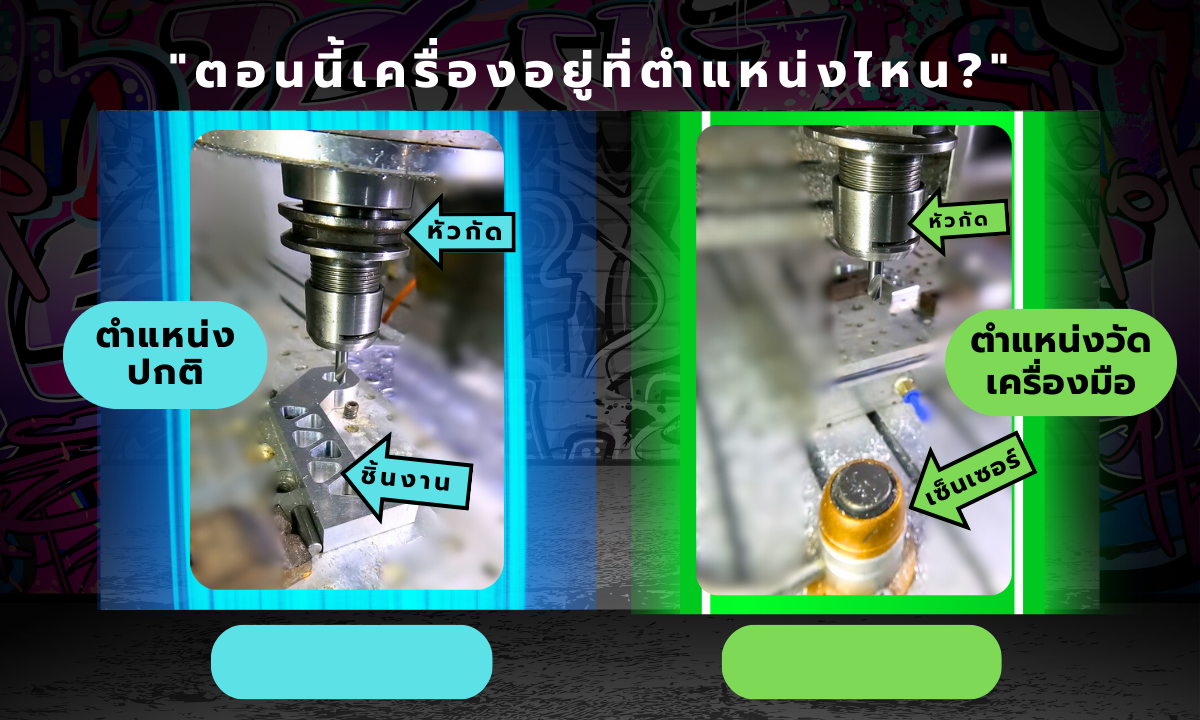 "ตอนนี้เครื่องอยู่ที่ตำแหน่งไหน?"
หัวกัด
หัวกัด
ตำแหน่ง
ปกติ
ตำแหน่งวัด
เครื่องมือ
ชิ้นงาน
เซ็นเซอร์